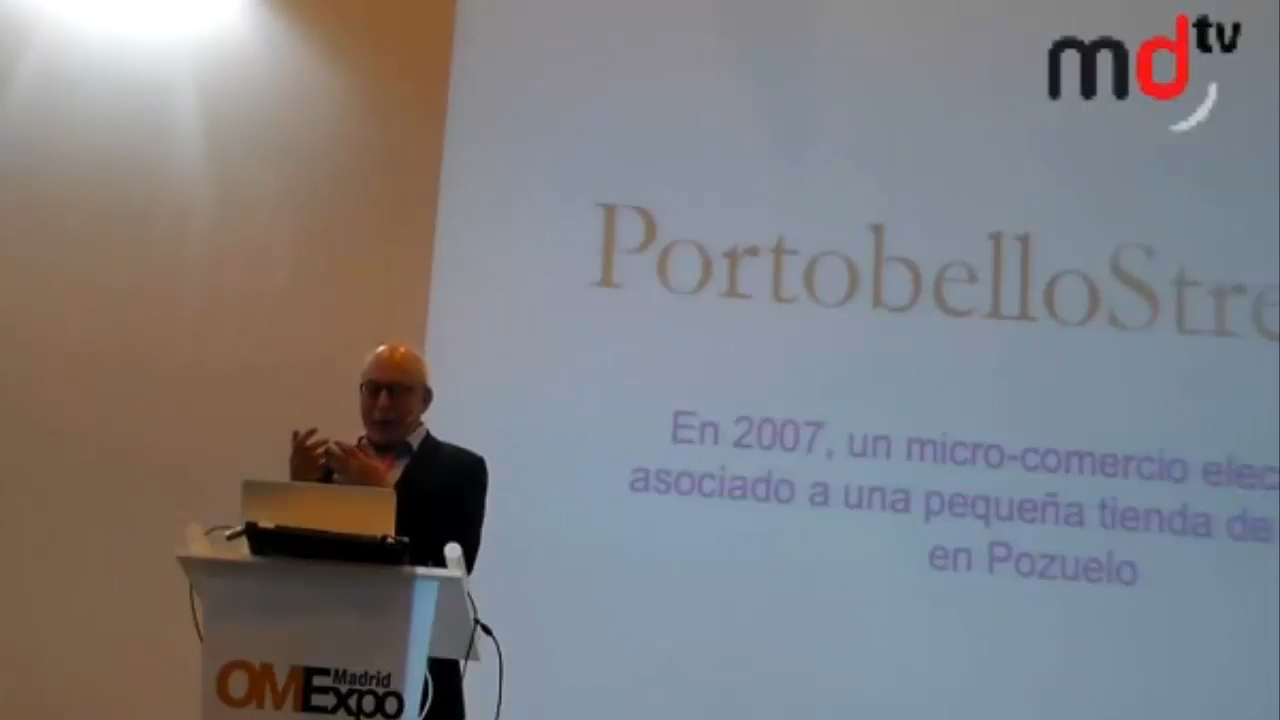 mdtv
PortobelloStre
En 2007, un micro-comercio elec
asociado a una pequeña tienda de
en Pozuelo
OMExpo
Madrid